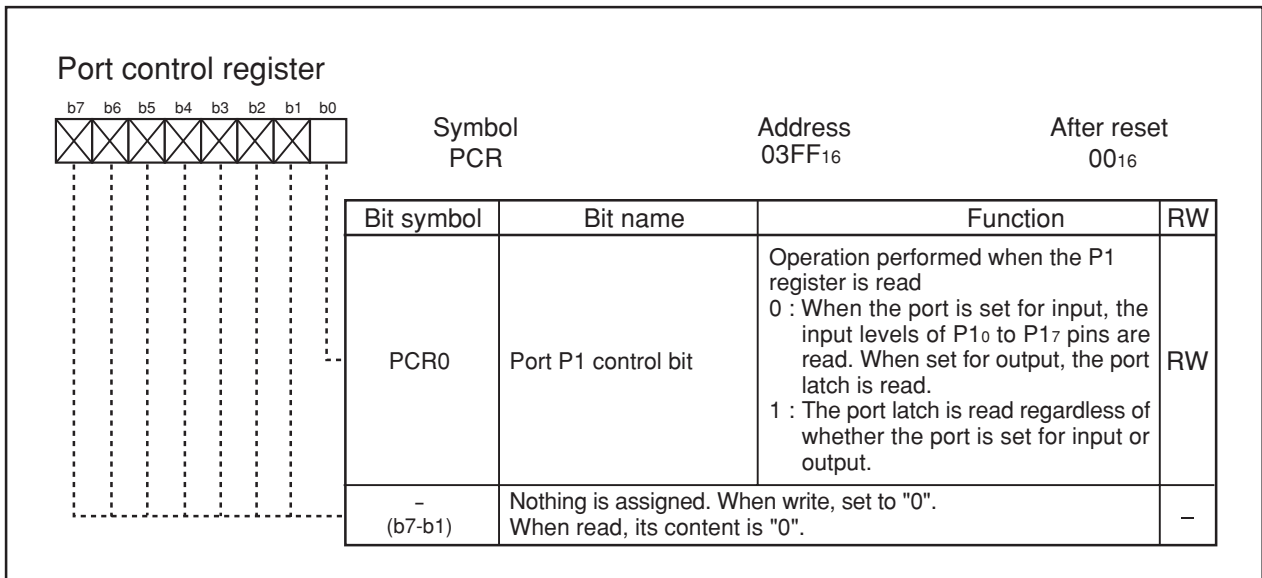 Port control register
b7 b6 b5 b4 b3 b2 b1 b0
Symbol Address After reset
PCR 03FF16 0016
Bit symbol Bit name Function RW
PCR0 Port P1 control bit Operation performed when the P1
register is read
0 : When the port is set for input, the
input levels of P10 to P17 pins are
read. When set for output, the port
latch is read.
1 : The port latch is read regardless of
whether the port is set for input or
output. RW
–
(b7-b1) Nothing is assigned. When write, set to "0".
When read, its content is "0". –